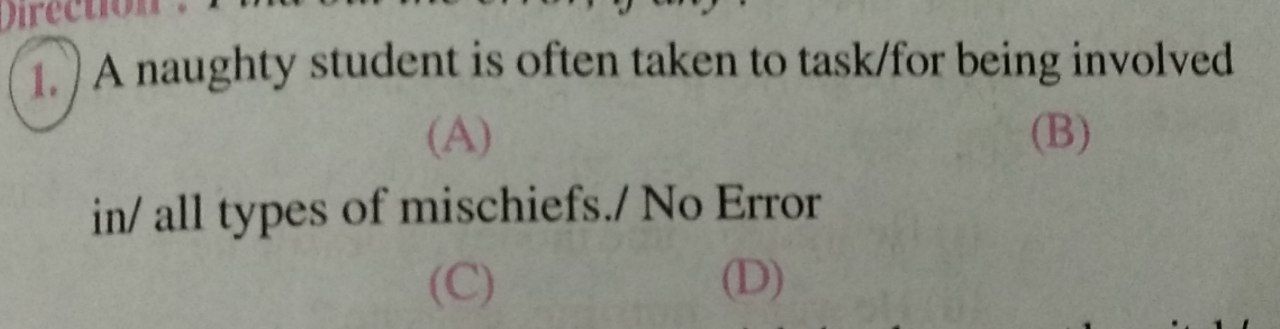 Direction :
1. A naughty student is often taken to task/for being involved
(A) (B)
in/ all types of mischiefs./ No Error
(C) (D)